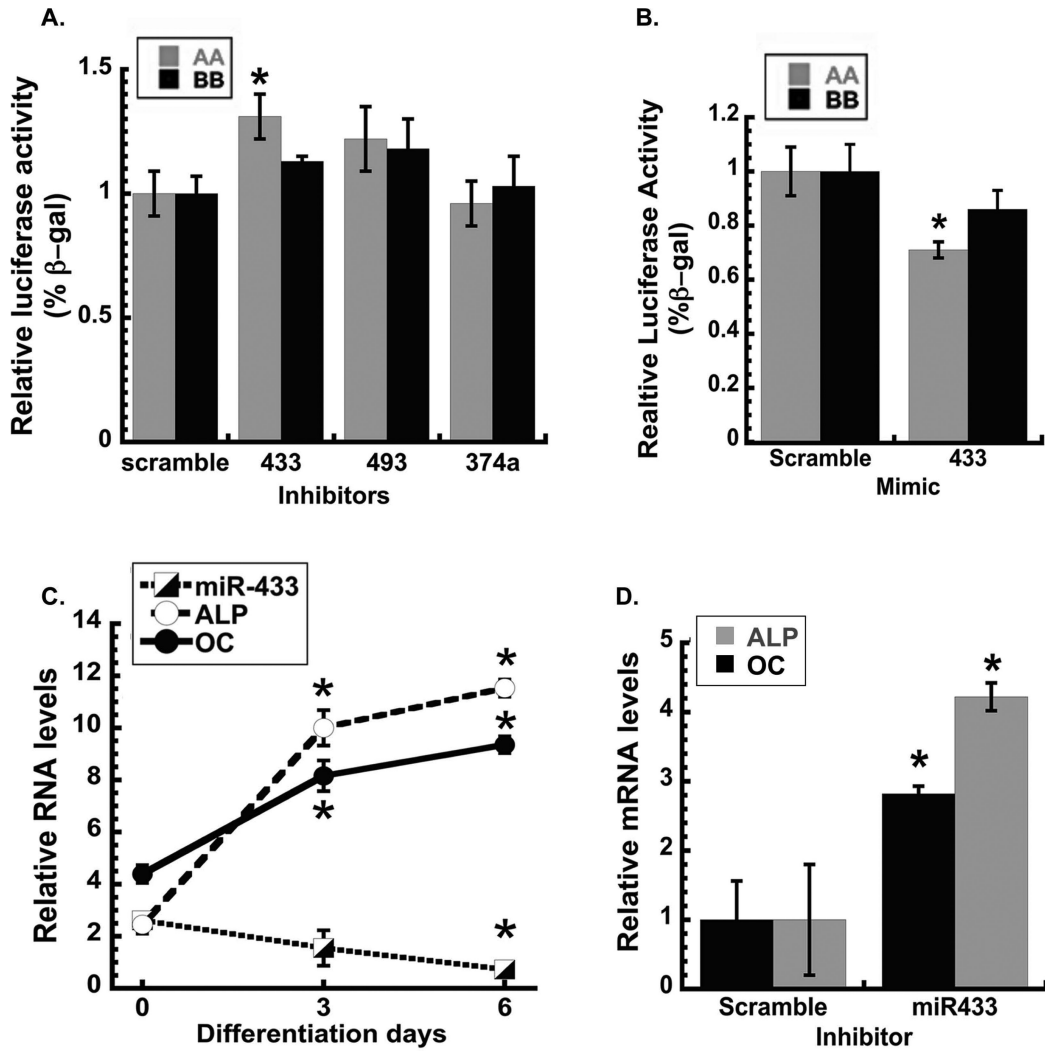 A.
AA
BB
Relative luciferase activity
(% β–gal)
1.5
1
0.5
0
*
scramble 433 493 374a
Inhibitors
B.
AA
BB
Realtive Luciferase Activity
(%β–gal)
1.2
1
0.8
0.6
0.4
0.2
0
*
Scramble 433
Mimic
C.
miR-433
ALP
OC
Relative RNA levels
14
12
10
8
6
4
2
0
* *
* *
*
0 3 6
Differentiation days
D.
ALP
OC
Relative mRNA levels
5
4
3
2
1
0
* *
Scramble miR433
Inhibitor